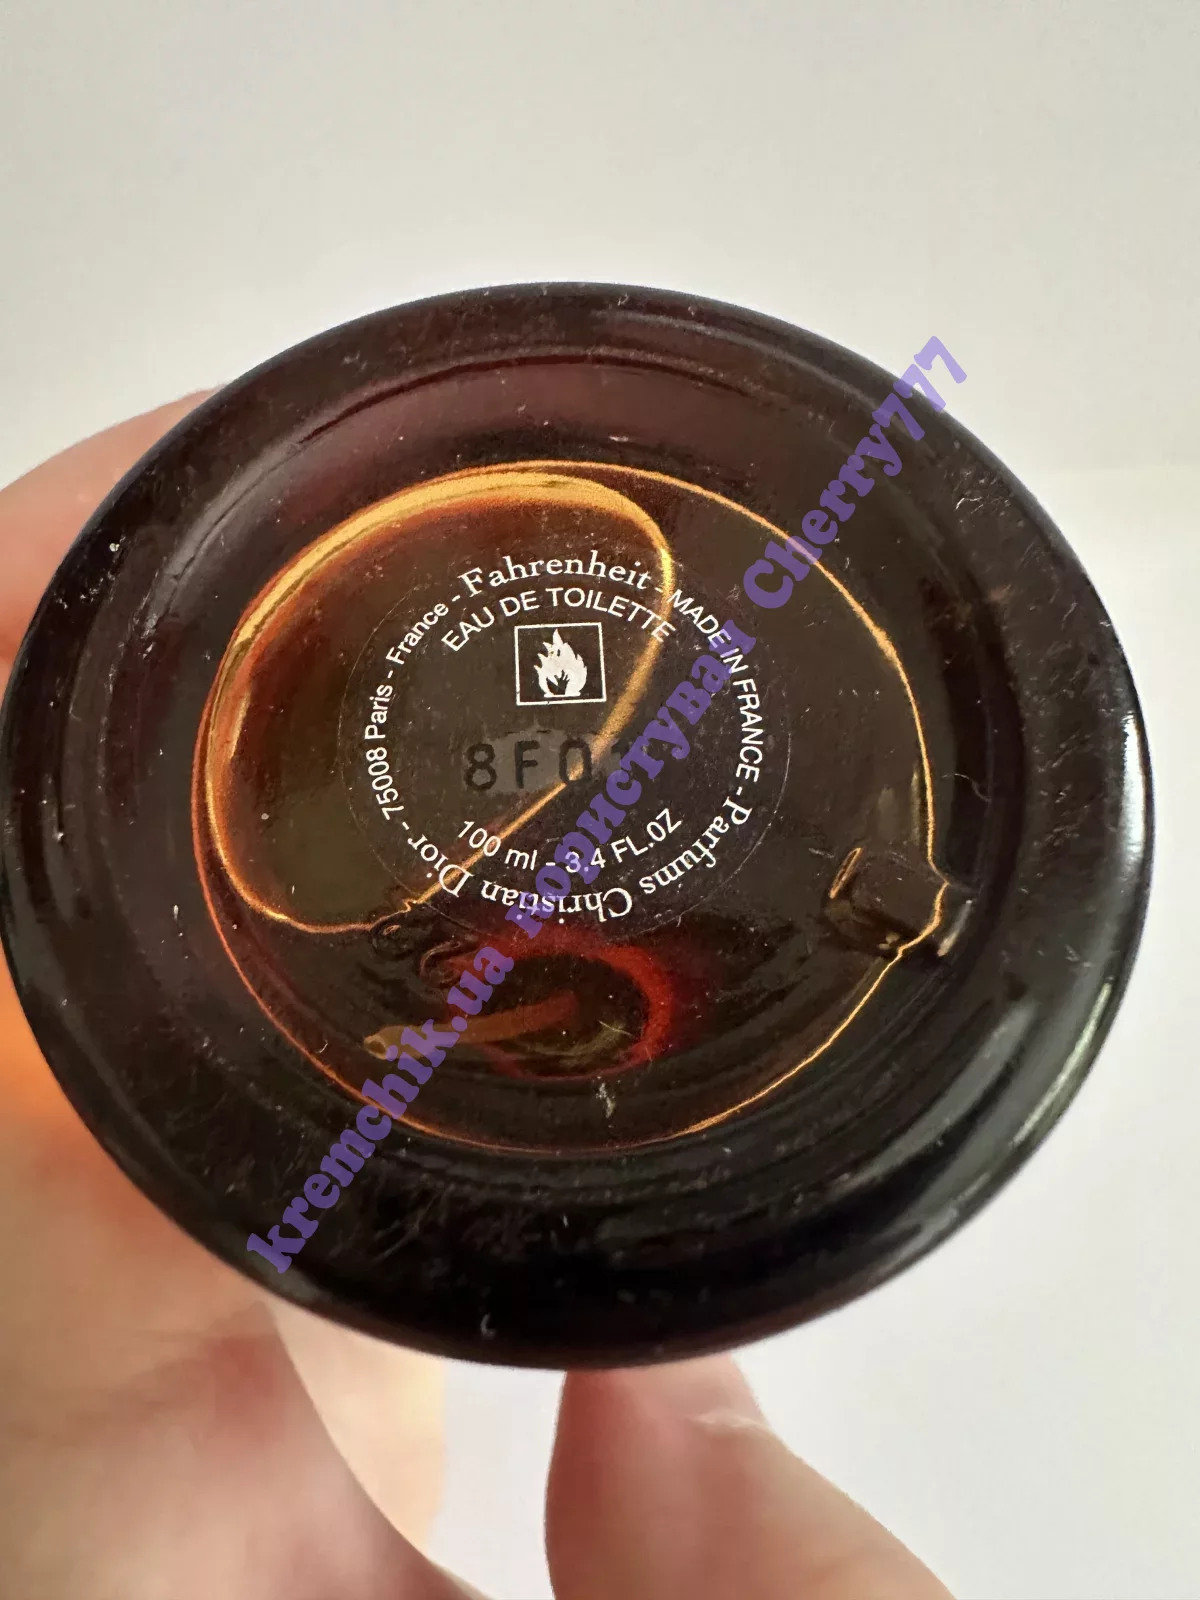 Fahrenheit - MADE IN FRANCE - Parfums Christian Dior - 75008 Paris - France -
EAU DE TOILETTE
8F01
100 ml - 3.4 FL.OZ
kremchik.ua користувал Cherry777